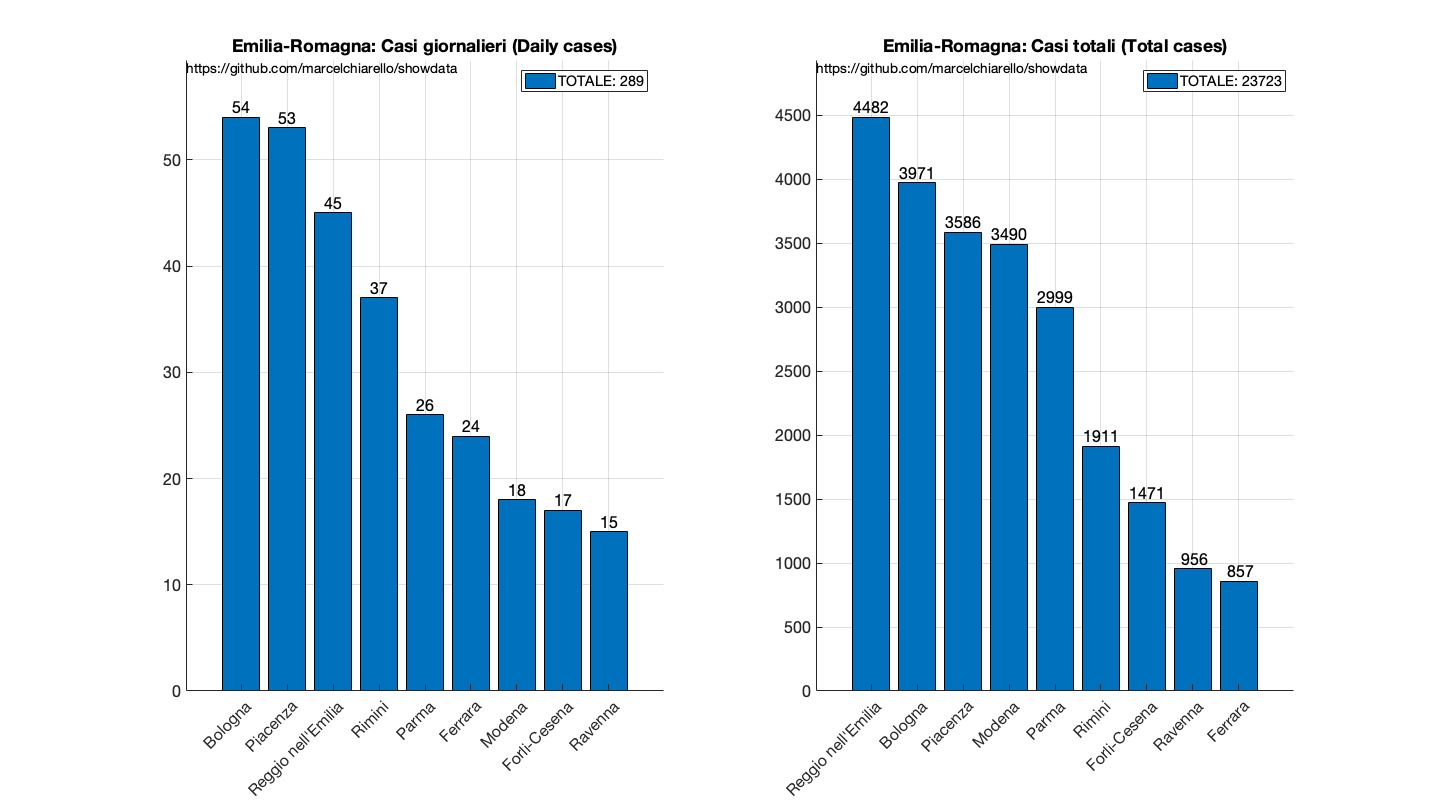 Emilia-Romagna: Casi giornalieri (Daily cases)
https://github.com/marcelchiarello/showdata
TOTALE: 289
54
53
45
37
26
24
18
17
15
50
40
30
20
10
0
Bologna
Piacenza
Reggio nell'Emilia
Rimini
Parma
Ferrara
Modena
Forlì-Cesena
Ravenna
Emilia-Romagna: Casi totali (Total cases)
https://github.com/marcelchiarello/showdata
TOTALE: 23723
4482
3971
3586
3490
2999
1911
1471
956
857
4500
4000
3500
3000
2500
2000
1500
1000
500
0
Reggio nell'Emilia
Bologna
Piacenza
Modena
Parma
Rimini
Forlì-Cesena
Ravenna
Ferrara